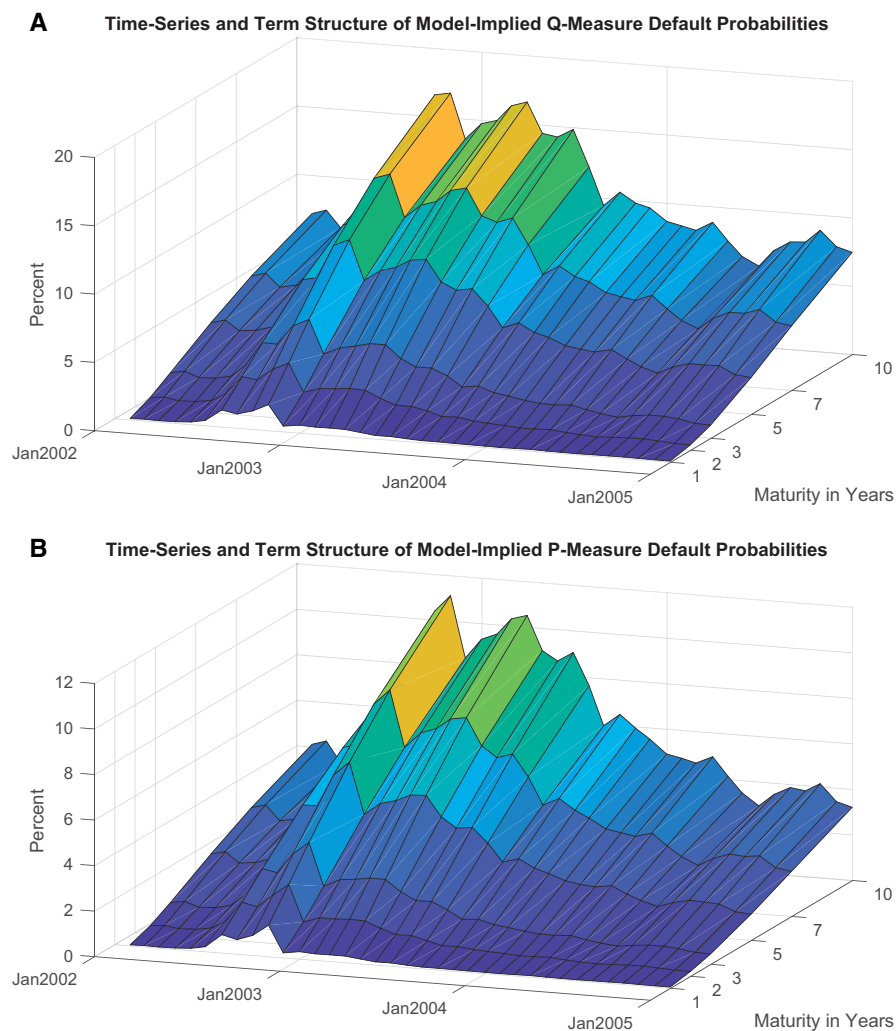 A Time-Series and Term Structure of Model-Implied Q-Measure Default Probabilities
20
15
10
5
0
Percent
Jan2002
Jan2003
Jan2004
Jan2005
1
2
3
5
7
10
Maturity in Years
B Time-Series and Term Structure of Model-Implied P-Measure Default Probabilities
12
10
8
6
4
2
0
Percent
Jan2002
Jan2003
Jan2004
Jan2005
1
2
3
5
7
10
Maturity in Years